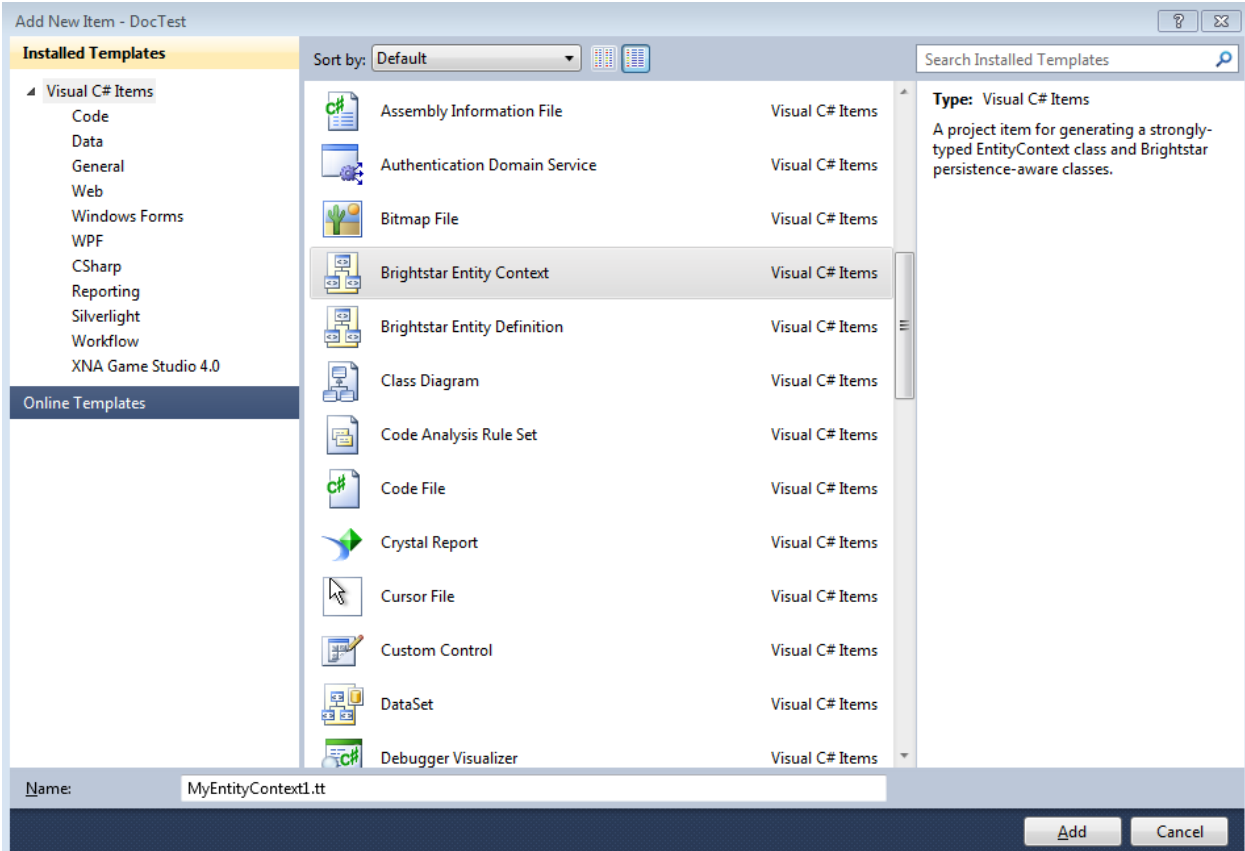 Add New Item - DocTest
Installed Templates
Sort by: Default
Search Installed Templates
Visual C# Items
Code
Data
General
Web
Windows Forms
WPF
CSharp
Reporting
Silverlight
Workflow
XNA Game Studio 4.0
Online Templates
Assembly Information File Visual C# Items
Authentication Domain Service Visual C# Items
Bitmap File Visual C# Items
Brightstar Entity Context Visual C# Items
Brightstar Entity Definition Visual C# Items
Class Diagram Visual C# Items
Code Analysis Rule Set Visual C# Items
Code File Visual C# Items
Crystal Report Visual C# Items
Cursor File Visual C# Items
Custom Control Visual C# Items
DataSet Visual C# Items
Debugger Visualizer Visual C# Items
Type: Visual C# Items
A project item for generating a strongly-
typed EntityContext class and Brightstar
persistence-aware classes.
Name: MyEntityContext1.tt
Add Cancel